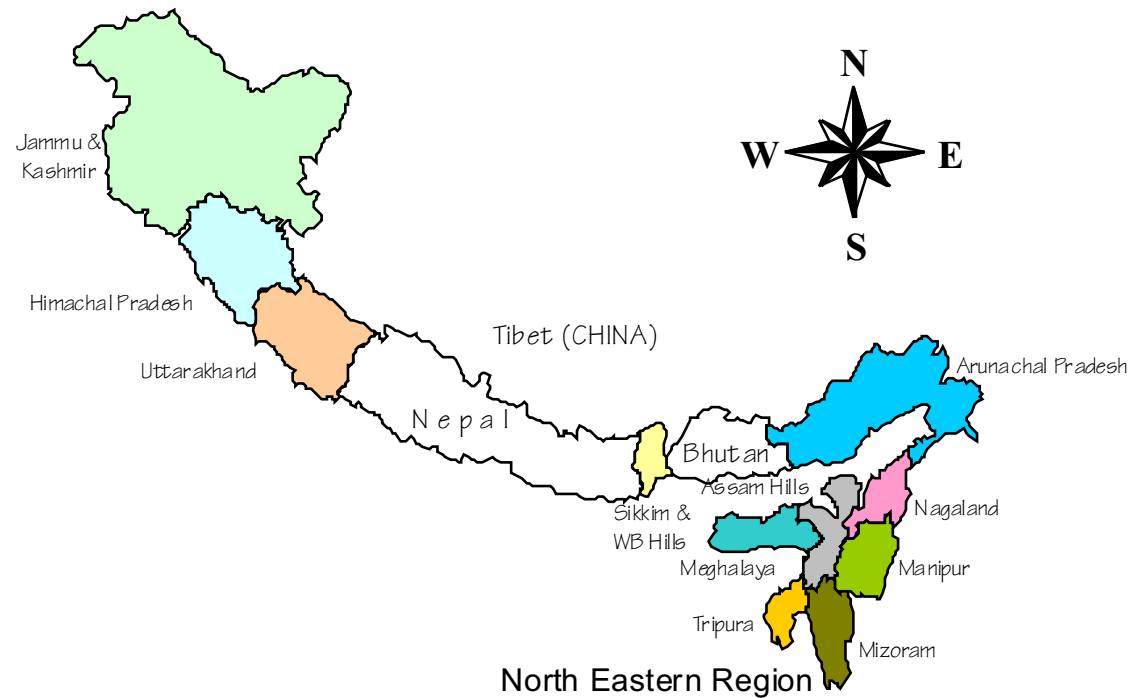 N
Jammu &
Kashmir
W
E
S
Himachal Pradesh
Tibet (CHINA)
Uttarakhand
Arunachal Pradesh
Nepal
Bhutan
Assam Hills
Sikkim &
WB Hills
Nagaland
Meghalaya
Manipur
Tripura
Mizoram
North Eastern Region